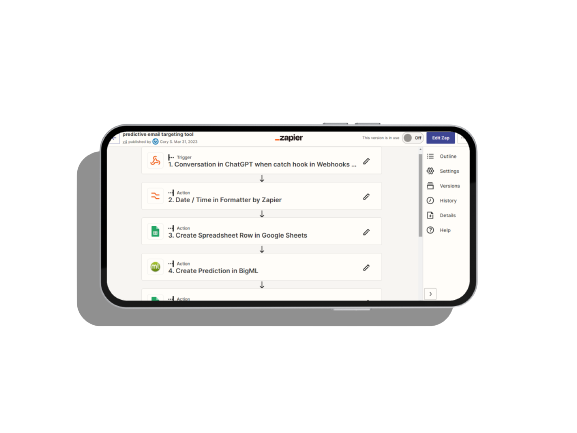 predictive email targeting tool
published by Cory S. Mar 21, 2023
zapier
This version is in use
Off
Edit Zap
Trigger
1. Conversation in ChatGPT when catch hook in Webhooks ...
Action
2. Date / Time in Formatter by Zapier
Action
3. Create Spreadsheet Row in Google Sheets
Action
4. Create Prediction in BigML
Action
Outline
Settings
Versions
History
Details
Help